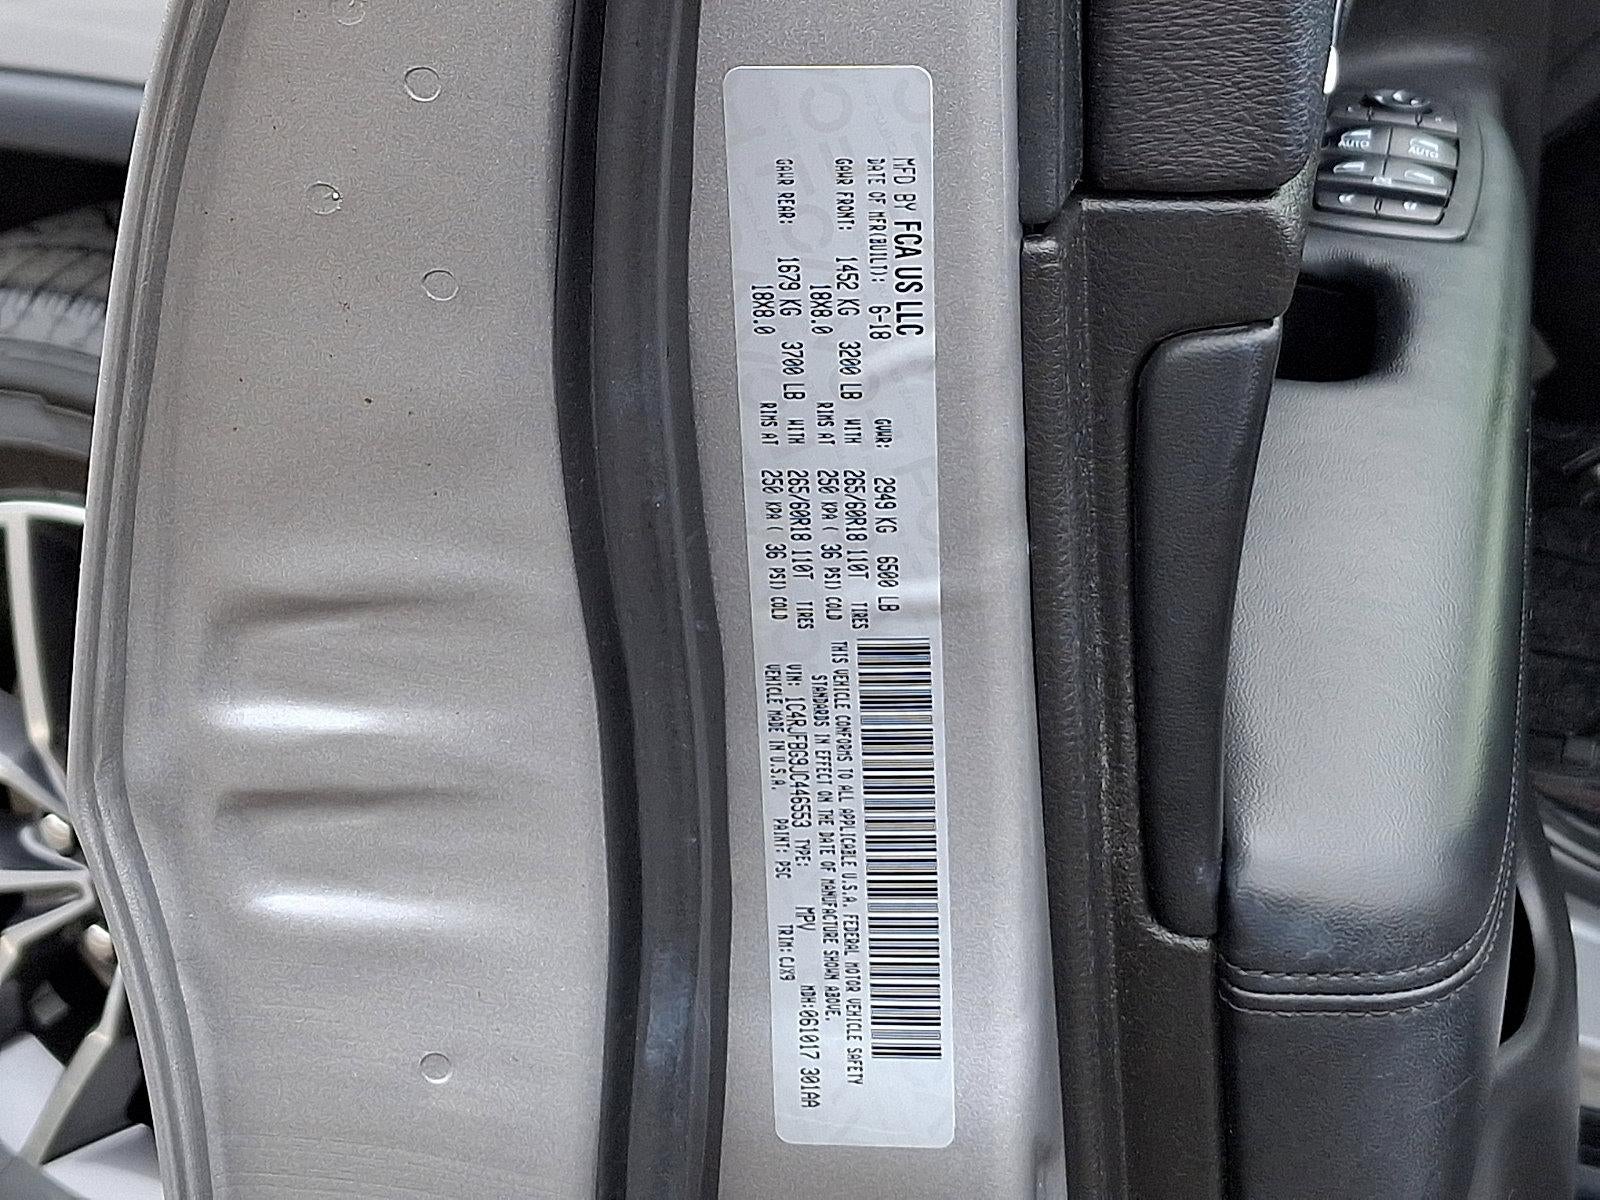 MFD BY FCA US LLC
DATE OF MFR(BUILT): 6-18 GVWR: 2949 KG 6500 LB
GAWR FRONT: 1452 KG 3200 LB WITH 265/60R18 110T TIRES
18X8.0 RIMS AT 250 KPA ( 36 PSI) COLD
GAWR REAR: 1679 KG 3700 LB WITH 265/60R18 110T TIRES
18X8.0 RIMS AT 250 KPA ( 36 PSI) COLD
THIS VEHICLE CONFORMS TO ALL APPLICABLE U.S.A. FEDERAL MOTOR VEHICLE SAFETY
STANDARDS IN EFFECT ON THE DATE OF MANUFACTURE SHOWN ABOVE.
VIN: 1C4RJFBG9JC446553 TYPE: MPV MDH:061017 301AA
VEHICLE MADE IN U.S.A. PAINT: PSC TRIM: CJX9
AUTO
AUTO